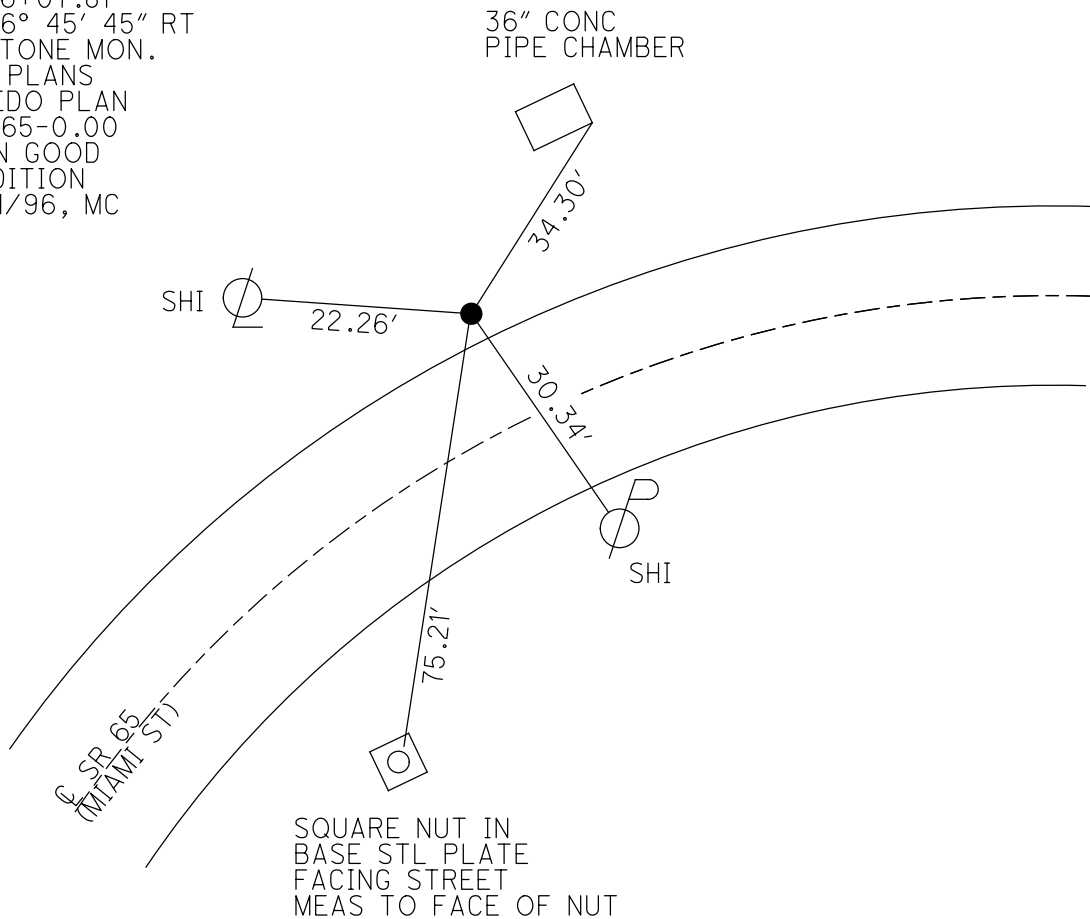 6° 45' 45" RT
TONE MON.
PLANS
EDO PLAN
65-0.00
N GOOD
DITION
1/96, MC
36" CONC
PIPE CHAMBER
34.30'
SHI
22.26'
30.34'
SHI
75.21'
℄ SR 65
(MIAMI ST)
SQUARE NUT IN
BASE STL PLATE
FACING STREET
MEAS TO FACE OF NUT